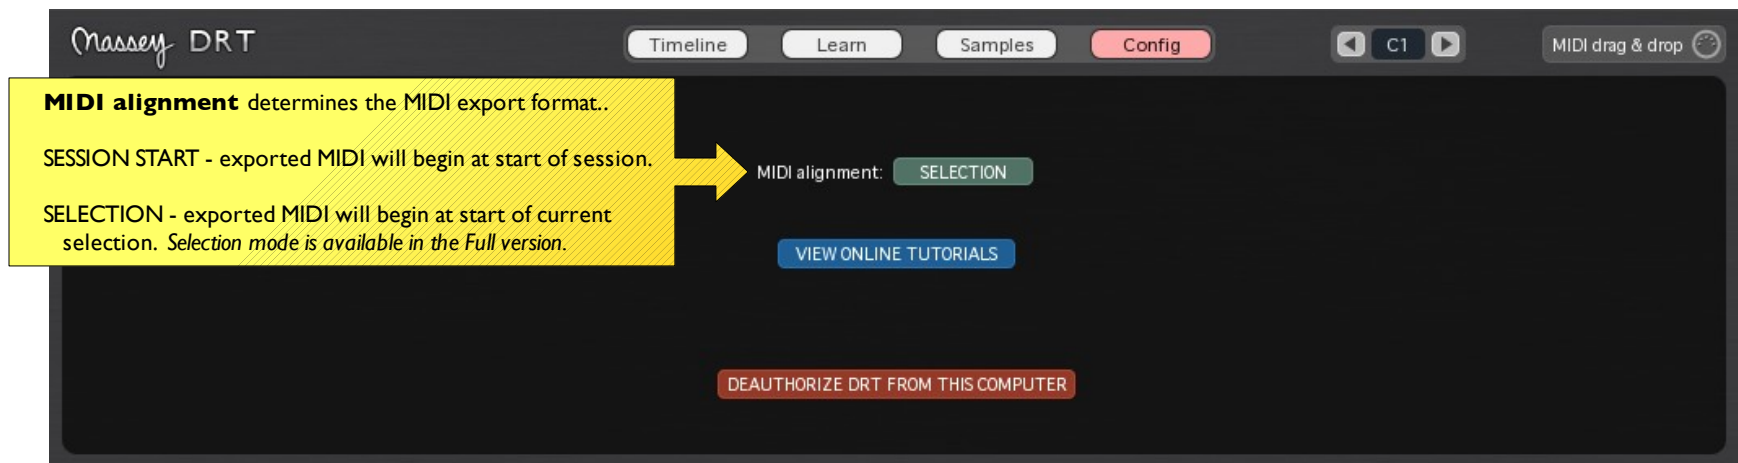 Massey DRT
Timeline
Learn
Samples
Config
C1
MIDI drag & drop
MIDI alignment determines the MIDI export format..
SESSION START - exported MIDI will begin at start of session.
SELECTION - exported MIDI will begin at start of current
selection. Selection mode is available in the Full version.
MIDI alignment: SELECTION
VIEW ONLINE TUTORIALS
DEAUTHORIZE DRT FROM THIS COMPUTER